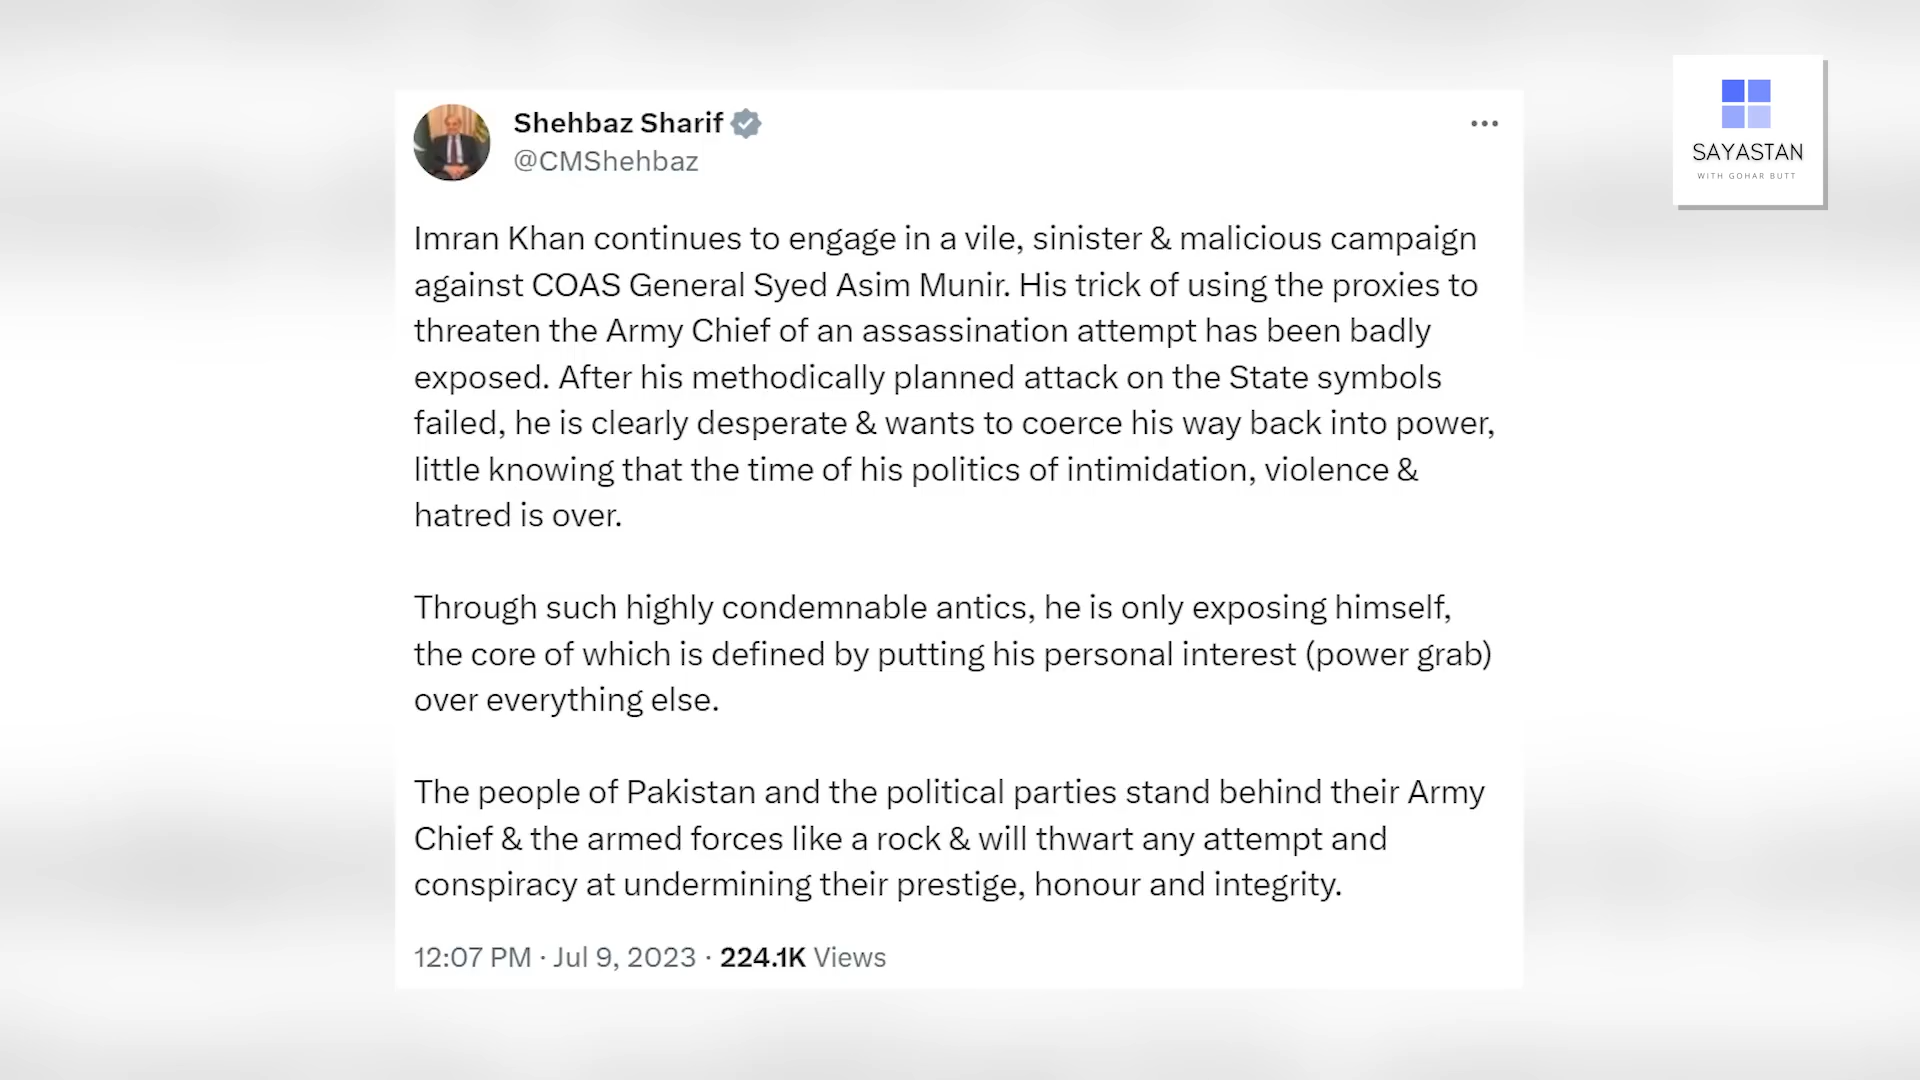 Shehbaz Sharif
@CMShehbaz
SAYASTAN
WITH GOHAR BUTT
Imran Khan continues to engage in a vile, sinister & malicious campaign
against COAS General Syed Asim Munir. His trick of using the proxies to
threaten the Army Chief of an assassination attempt has been badly
exposed. After his methodically planned attack on the State symbols
failed, he is clearly desperate & wants to coerce his way back into power,
little knowing that the time of his politics of intimidation, violence &
hatred is over.
Through such highly condemnable antics, he is only exposing himself,
the core of which is defined by putting his personal interest (power grab)
over everything else.
The people of Pakistan and the political parties stand behind their Army
Chief & the armed forces like a rock & will thwart any attempt and
conspiracy at undermining their prestige, honour and integrity.
12:07 PM · Jul 9, 2023 · 224.1K Views